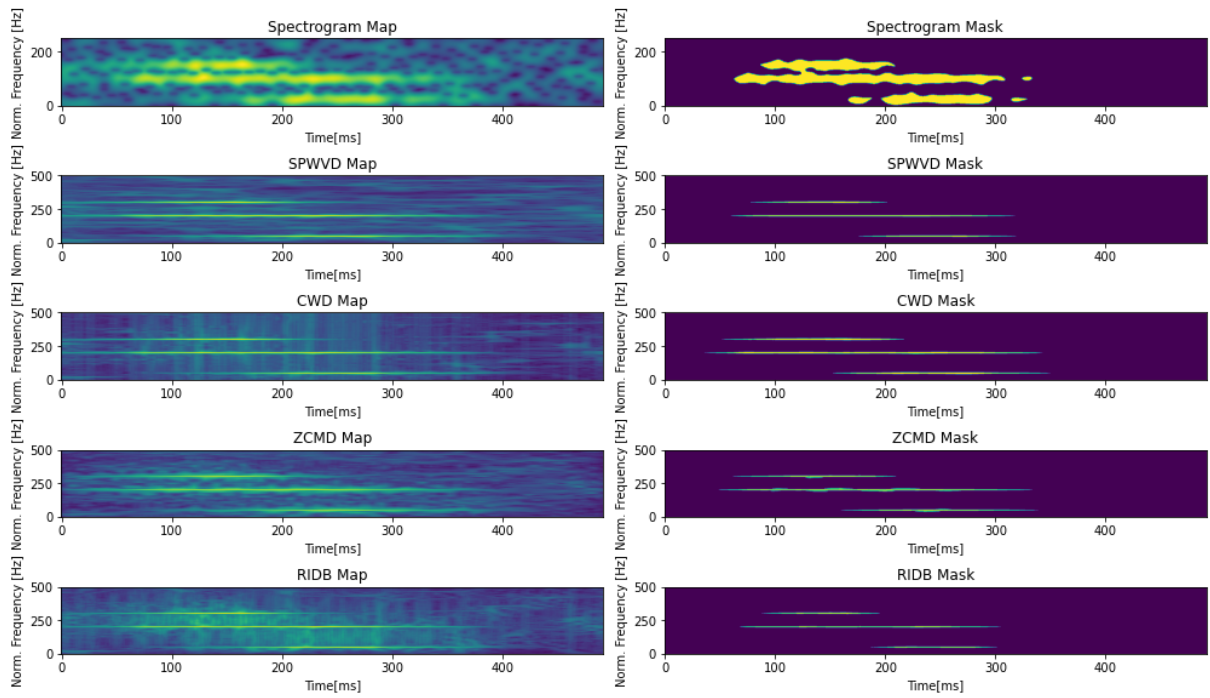 Spectrogram Map
Norm. Frequency [Hz]
200
0
0 100 200 300 400
Time[ms]
Spectrogram Mask
Norm. Frequency [Hz]
200
0
0 100 200 300 400
Time[ms]
SPWVD Map
Norm. Frequency [Hz]
500
250
0
0 100 200 300 400
Time[ms]
SPWVD Mask
Norm. Frequency [Hz]
500
250
0
0 100 200 300 400
Time[ms]
CWD Map
Norm. Frequency [Hz]
500
250
0
0 100 200 300 400
Time[ms]
CWD Mask
Norm. Frequency [Hz]
500
250
0
0 100 200 300 400
Time[ms]
ZCMD Map
Norm. Frequency [Hz]
500
250
0
0 100 200 300 400
Time[ms]
ZCMD Mask
Norm. Frequency [Hz]
500
250
0
0 100 200 300 400
Time[ms]
RIDB Map
Norm. Frequency [Hz]
500
250
0
0 100 200 300 400
Time[ms]
RIDB Mask
Norm. Frequency [Hz]
500
250
0
0 100 200 300 400
Time[ms]